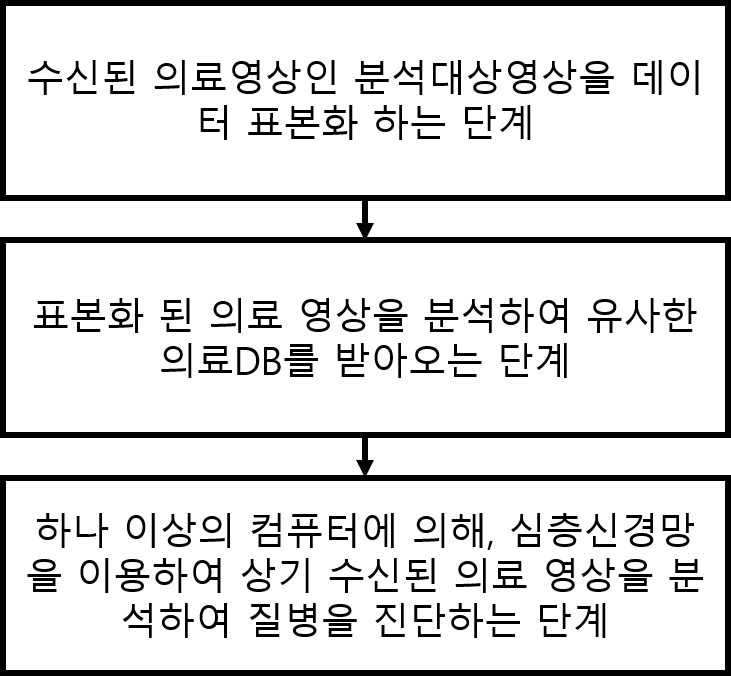 수신된 의료영상인 분석대상영상을 데이
터 표본화 하는 단계
표본화 된 의료 영상을 분석하여 유사한
의료DB를 받아오는 단계
하나 이상의 컴퓨터에 의해, 심층신경망
을 이용하여 상기 수신된 의료 영상을 분
석하여 질병을 진단하는 단계